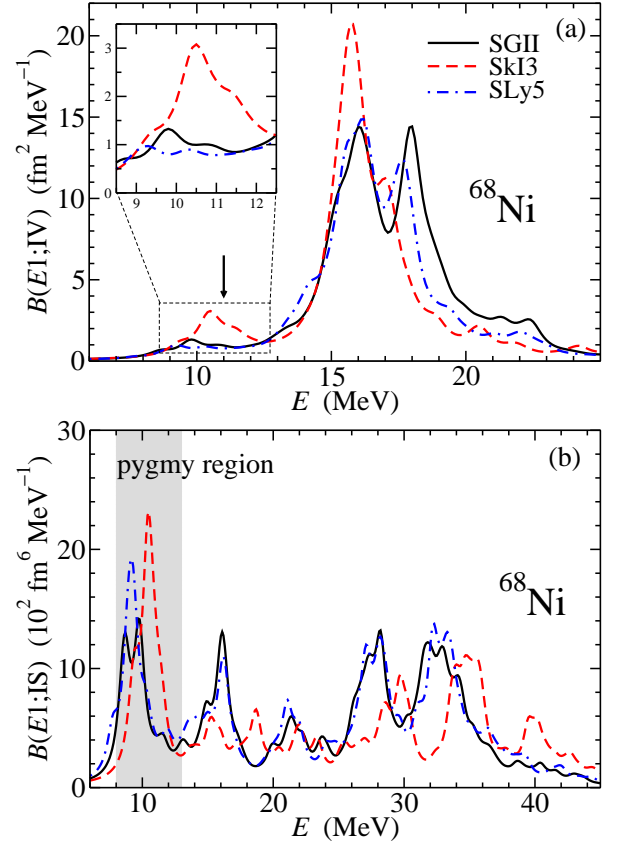 (a)
SGII
SkI3
SLy5
⁶⁸Ni
B(E1;IV) (fm² MeV⁻¹)
20
15
10
5
0
3
2
1
0
9 10 11 12
10 15 20
E (MeV)
(b)
pygmy region
⁶⁸Ni
B(E1;IS) (10² fm⁶ MeV⁻¹)
30
20
10
0
10 20 30 40
E (MeV)